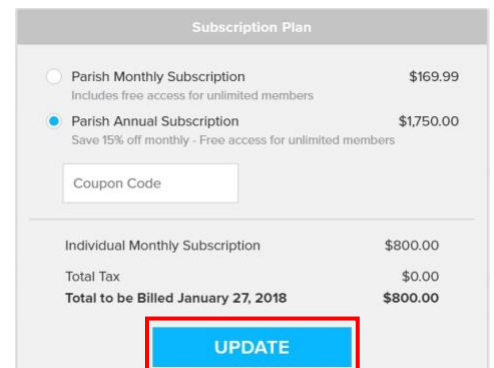 Subscription Plan
Parish Monthly Subscription $169.99
Includes free access for unlimited members
Parish Annual Subscription $1,750.00
Save 15% off monthly - Free access for unlimited members
Coupon Code
Individual Monthly Subscription $800.00
Total Tax $0.00
Total to be Billed January 27, 2018 $800.00
UPDATE